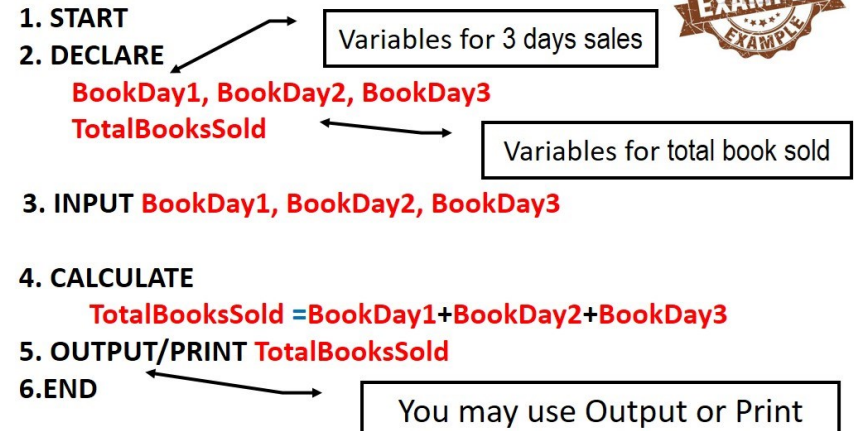 1. START
Variables for 3 days sales
EXAMPLE
EXAMPLE
2. DECLARE
BookDay1, BookDay2, BookDay3
TotalBooksSold
Variables for total book sold
3. INPUT BookDay1, BookDay2, BookDay3
4. CALCULATE
TotalBooksSold =BookDay1+BookDay2+BookDay3
5. OUTPUT/PRINT TotalBooksSold
6.END
You may use Output or Print